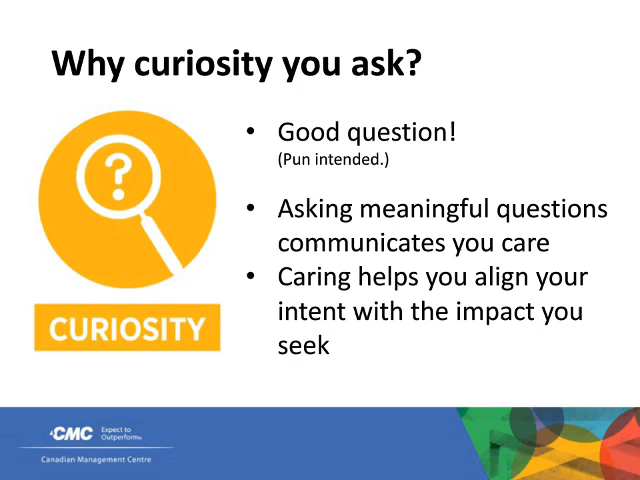 Why curiosity you ask?
• Good question!
(Pun intended.)
• Asking meaningful questions
communicates you care
• Caring helps you align your
intent with the impact you
seek
?
CURIOSITY
CMC
Expect to
Outperform™
Canadian Management Centre